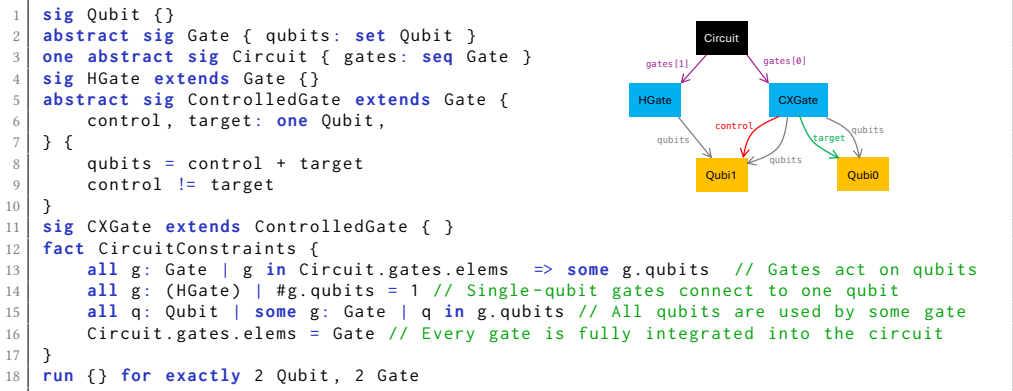 1 sig Qubit {}
2 abstract sig Gate { qubits: set Qubit }
3 one abstract sig Circuit { gates: seq Gate }
4 sig HGate extends Gate {}
5 abstract sig ControlledGate extends Gate {
6 control, target: one Qubit,
7 } {
8 qubits = control + target
9 control != target
10 }
11 sig CXGate extends ControlledGate { }
12 fact CircuitConstraints {
13 all g: Gate | g in Circuit.gates.elems => some g.qubits // Gates act on qubits
14 all g: (HGate) | #g.qubits = 1 // Single-qubit gates connect to one qubit
15 all q: Qubit | some g: Gate | q in g.qubits // All qubits are used by some gate
16 Circuit.gates.elems = Gate // Every gate is fully integrated into the circuit
17 }
18 run {} for exactly 2 Qubit, 2 Gate
Circuit
gates[1] gates[0]
HGate CXGate
qubits control target qubits
qubits
Qubi1 Qubi0